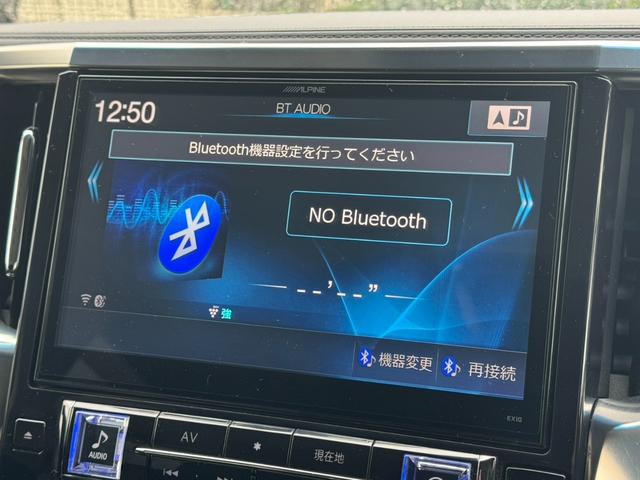 ALPINE
12:50
BT AUDIO
Bluetooth機器設定を行ってください
NO Bluetooth
_ _'_ _"
強
機器変更
再接続
EX10
AUDIO
AV
*
現在地